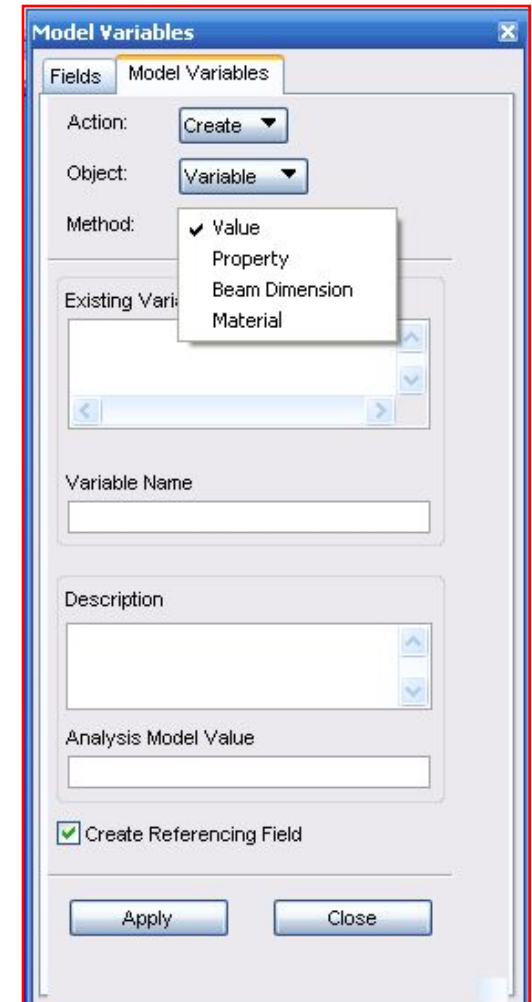 Model Variables
Fields Model Variables
Action: Create
Object: Variable
Method: Value
Property
Beam Dimension
Material
Existing Vari
Variable Name
Description
Analysis Model Value
Create Referencing Field
Apply Close